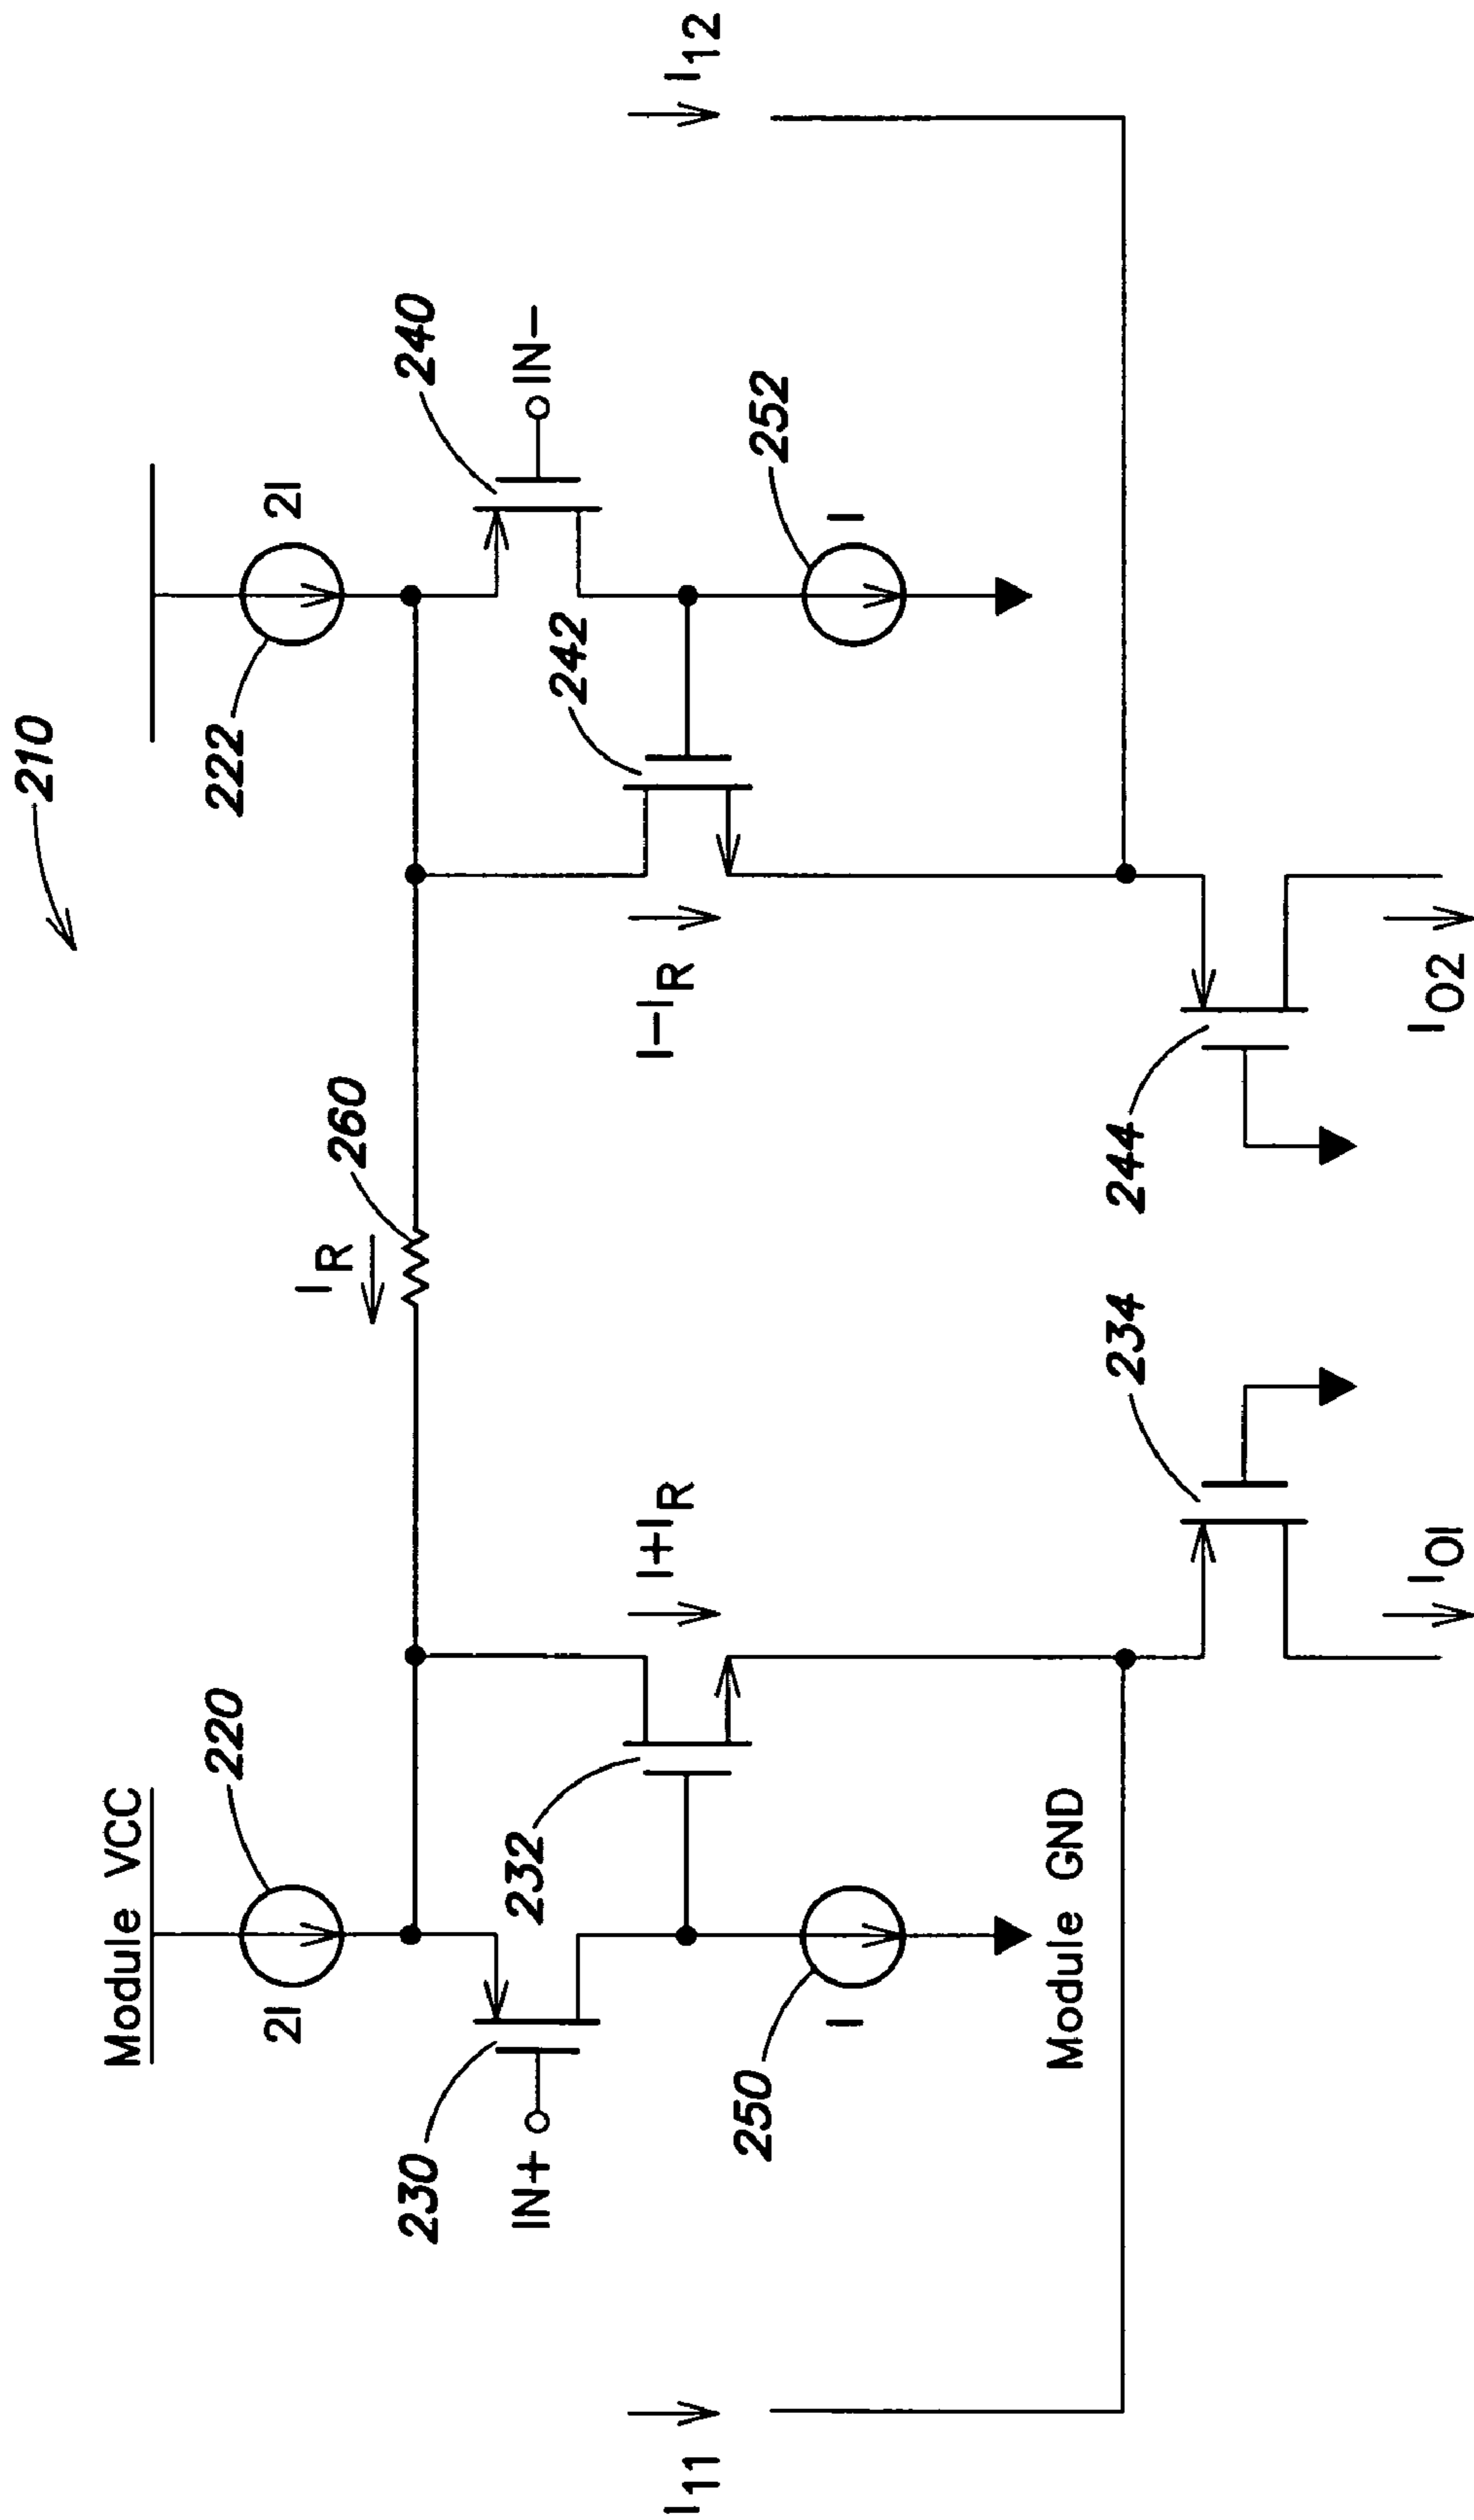 210
Module VCC
220
2I
222
2I
I_R
260
230
IN+
232
I+I_R
I-I_R
242
240
IN-
I_11
250
I
252
I
I_12
Module GND
234
244
I_OI
I_O2